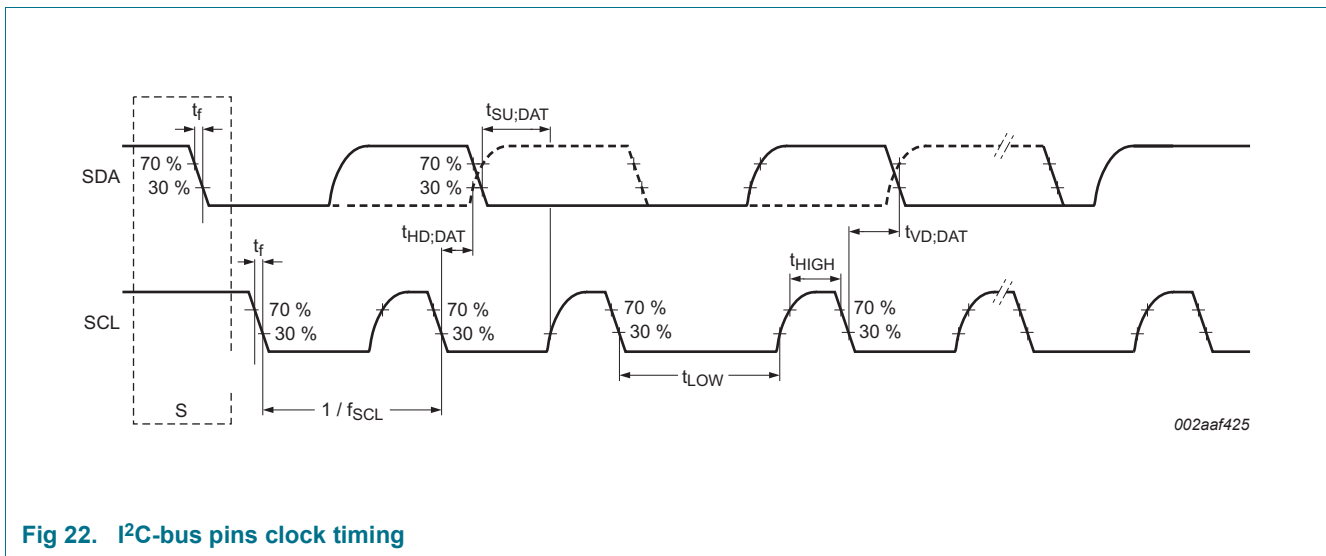 tf
tSU;DAT
70 %
30 %
70 %
30 %
SDA
tHD;DAT
tVD;DAT
tf
tHIGH
70 %
30 %
70 %
30 %
70 %
30 %
70 %
30 %
SCL
tLOW
S
1 / fSCL
002aaf425
Fig 22. I²C-bus pins clock timing